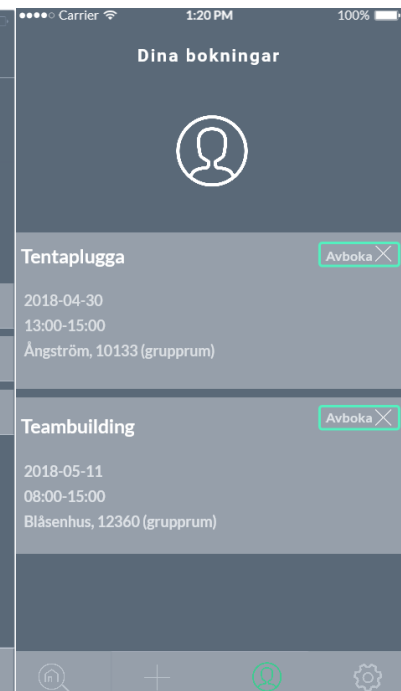 Carrier
1:20 PM
100%
Dina bokningar
Tentaplugga
Avboka
2018-04-30
13:00-15:00
Ångström, 10133 (grupprum)
Teambuilding
Avboka
2018-05-11
08:00-15:00
Blåsenhus, 12360 (grupprum)